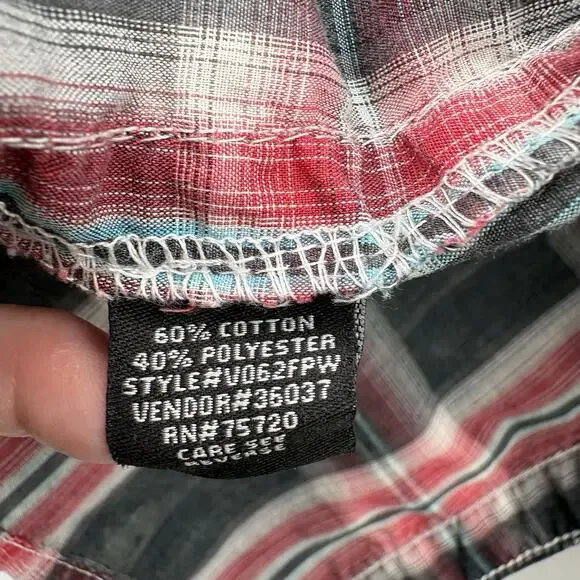 60% COTTON
40% POLYESTER
STYLE#V062FPW
VENDOR#36037
RN#75720
CARE SEE
REVERSE